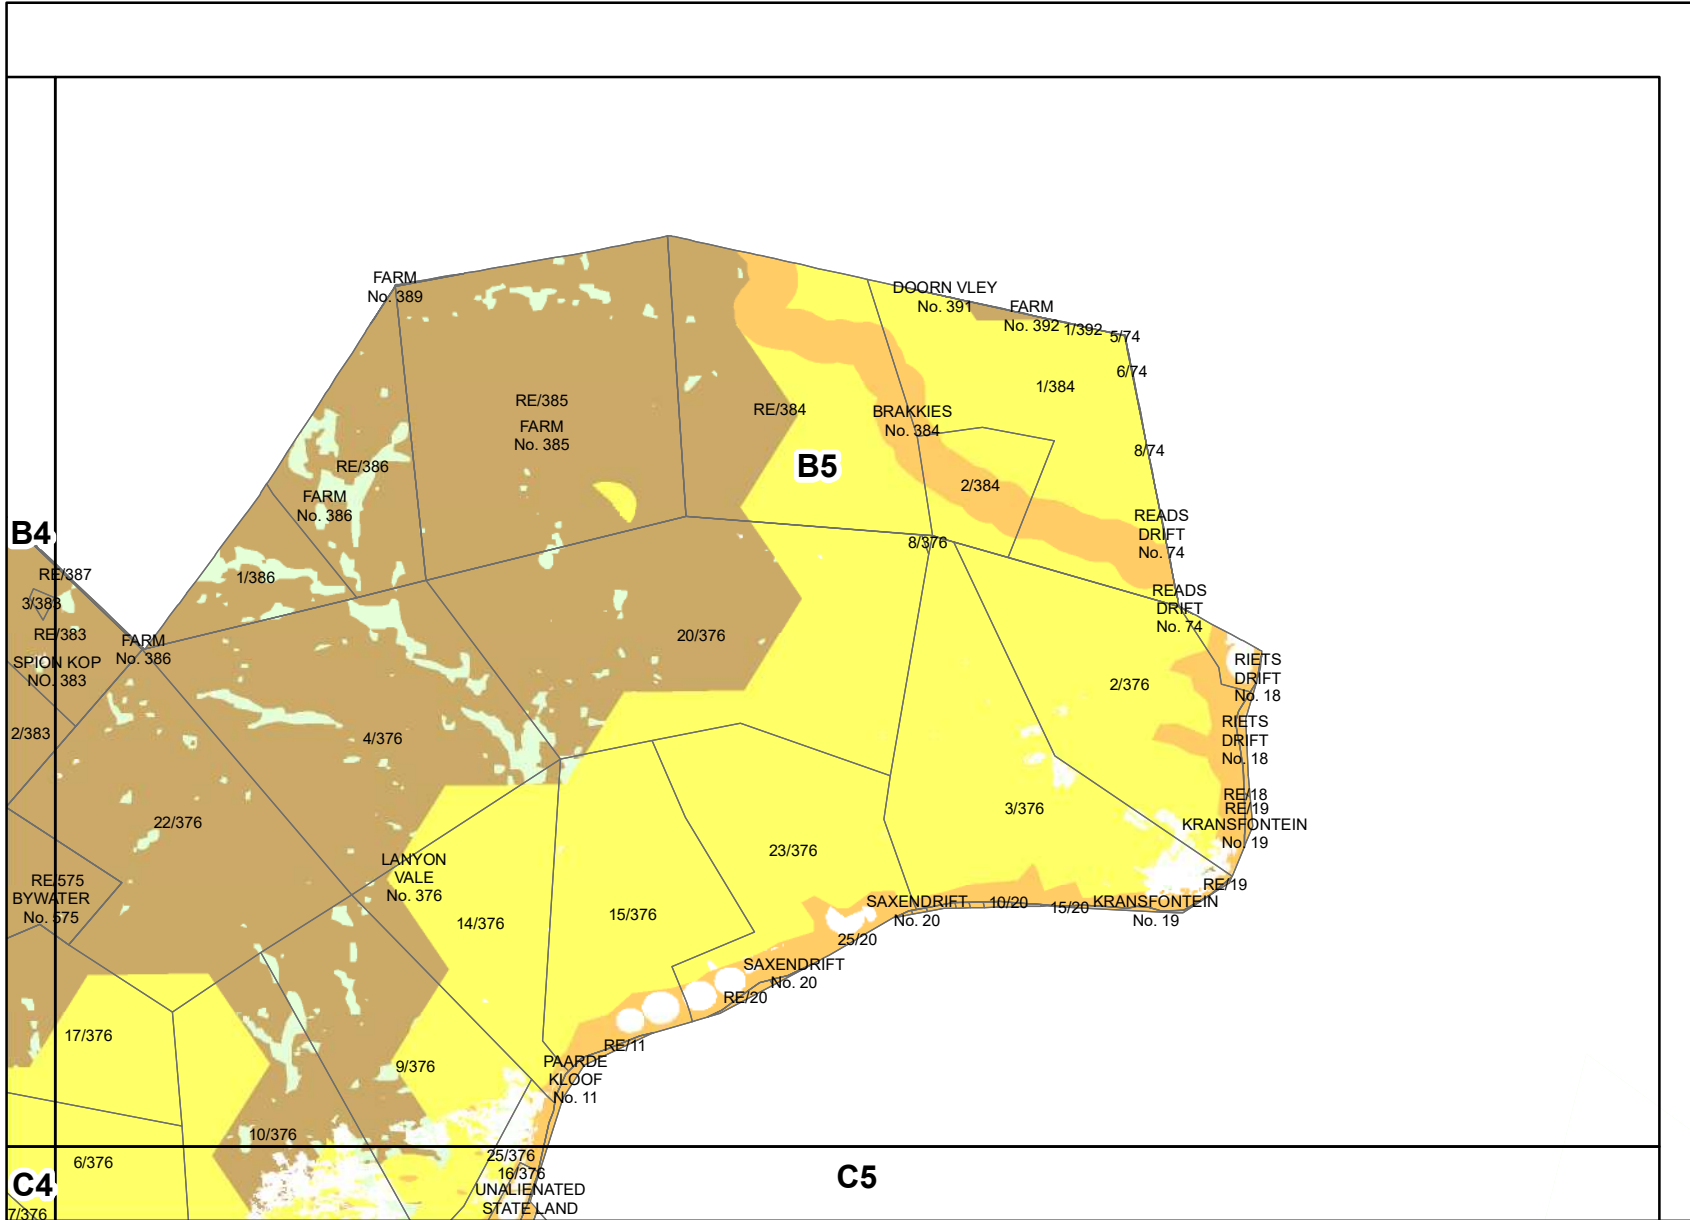 FARM
No. 389
DOORN VLEY
No. 391
FARM
No. 392
1/392
5/74
6/74
1/384
RE/385
FARM
No. 385
RE/384
BRAKKIES
No. 384
8/74
RE/386
B5
2/384
FARM
No. 386
READS
DRIFT
No. 74
B4
8/376
RE/387
1/386
3/383
READS
DRIFT
No. 74
RE/383
FARM
No. 386
20/376
SPION KOP
NO. 383
RIETS
DRIFT
No. 18
2/376
2/383
4/376
RIETS
DRIFT
No. 18
RE/18
RE/19
3/376
22/376
KRANSFONTEIN
No. 19
23/376
LANYON
VALE
No. 376
RE/575
BYWATER
No. 575
RE/19
14/376
15/376
SAXENDRIFT
No. 20
10/20
15/20
KRANSFONTEIN
No. 19
25/20
SAXENDRIFT
No. 20
RE/20
17/376
RE/11
9/376
PAARDE
KLOOF
No. 11
10/376
6/376
25/376
16/376
C4
C5
UNALIENATED
STATE LAND
7/376